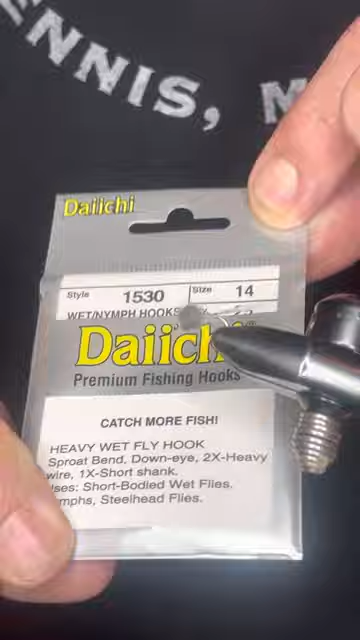 ENNIS, M
Daiichi
Style 1530 Size 14
WET/NYMPH HOOKS
Daiichi
Premium Fishing Hooks
CATCH MORE FISH!
HEAVY WET FLY HOOK
Sproat Bend, Down-eye, 2X-Heavy
wire, 1X-Short shank.
Uses: Short-Bodied Wet Flies.
mphs, Steelhead Flies.